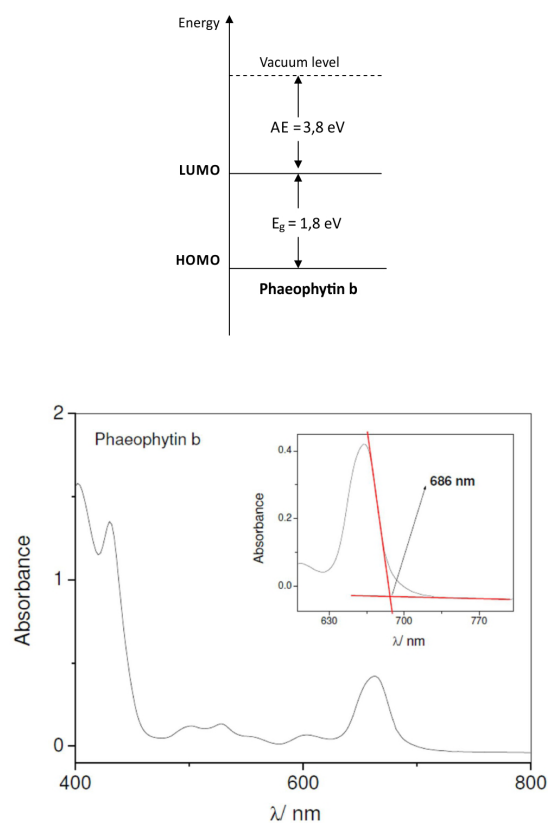 Energy
Vacuum level
AE = 3,8 eV
LUMO
E₉ = 1,8 eV
HOMO
Phaeophytin b
2
Phaeophytin b
0.4
686 nm
0.2
Absorbance
0.0
1
Absorbance
630 700 770
λ/ nm
0
400 600 800
λ/ nm